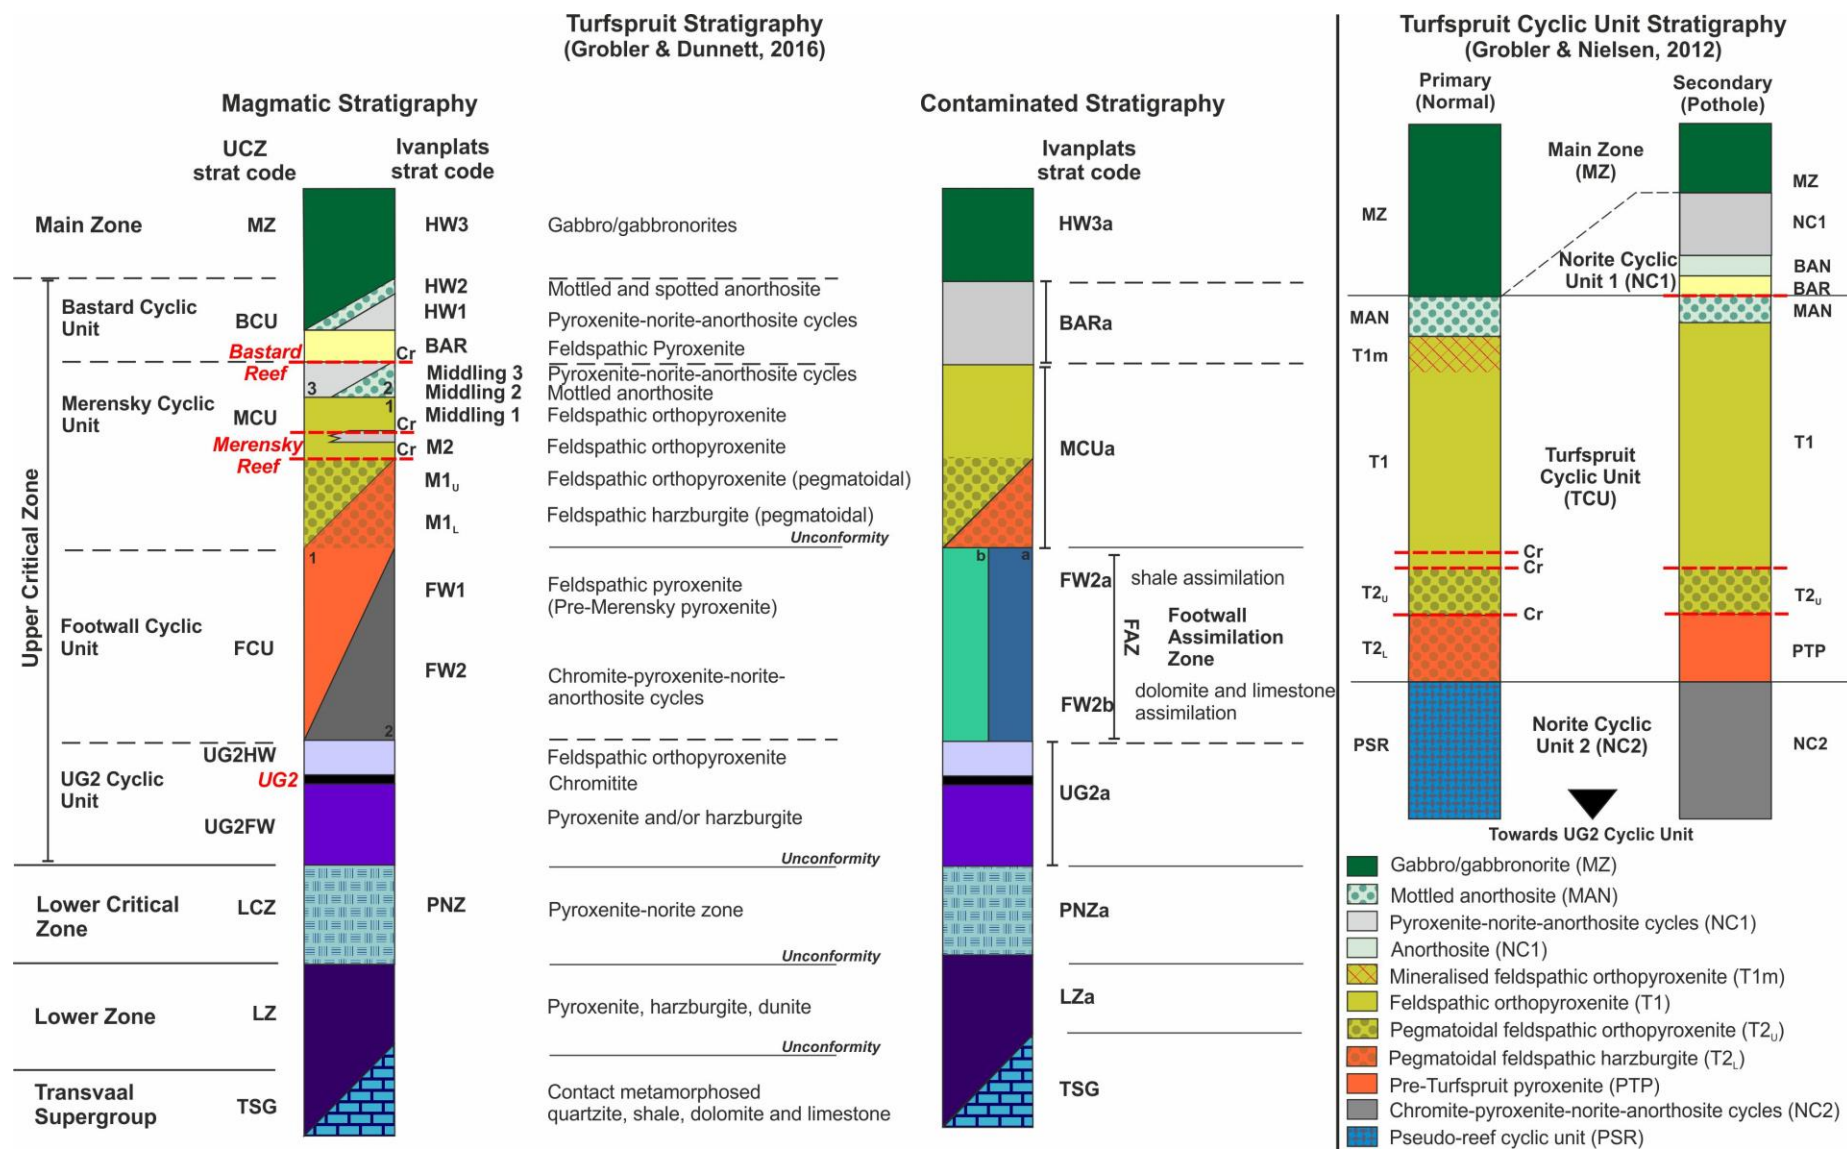 Turfspruit Stratigraphy
(Grobler & Dunnett, 2016)
Magmatic Stratigraphy
UCZ
strat code
Ivanplats
strat code
Main Zone
MZ
HW3
Gabbro/gabbronorites
Upper Critical Zone
Bastard Cyclic
Unit
BCU
HW2
Mottled and spotted anorthosite
HW1
Pyroxenite-norite-anorthosite cycles
Bastard
Reef
Cr
BAR
Feldspathic Pyroxenite
Merensky Cyclic
Unit
MCU
3
2
Middling 3
Pyroxenite-norite-anorthosite cycles
Middling 2
Mottled anorthosite
1
Middling 1
Feldspathic orthopyroxenite
Cr
Merensky
Reef
Cr
M2
Feldspathic orthopyroxenite
M1U
Feldspathic orthopyroxenite (pegmatoidal)
M1L
Feldspathic harzburgite (pegmatoidal)
Unconformity
Footwall Cyclic
Unit
FCU
1
2
FW1
Feldspathic pyroxenite
(Pre-Merensky pyroxenite)
FW2
Chromite-pyroxenite-norite-
anorthosite cycles
UG2 Cyclic
Unit
UG2HW
Feldspathic orthopyroxenite
UG2
Chromitite
UG2FW
Pyroxenite and/or harzburgite
Unconformity
Lower Critical
Zone
LCZ
PNZ
Pyroxenite-norite zone
Unconformity
Lower Zone
LZ
Pyroxenite, harzburgite, dunite
Unconformity
Transvaal
Supergroup
TSG
Contact metamorphosed
quartzite, shale, dolomite and limestone
Contaminated Stratigraphy
Ivanplats
strat code
HW3a
BARa
MCUa
b
a
FW2a
shale assimilation
FAZ
Footwall
Assimilation
Zone
FW2b
dolomite and limestone
assimilation
UG2a
PNZa
LZa
TSG
Turfspruit Cyclic Unit Stratigraphy
(Grobler & Nielsen, 2012)
Primary
(Normal)
Secondary
(Pothole)
Main Zone
(MZ)
MZ
MZ
NC1
Norite Cyclic
Unit 1 (NC1)
BAN
BAR
MAN
MAN
T1m
T1
T1
Turfspruit
Cyclic Unit
(TCU)
Cr
Cr
T2U
T2U
Cr
T2L
PTP
PSR
Norite Cyclic
Unit 2 (NC2)
NC2
Towards UG2 Cyclic Unit
Gabbro/gabbronorite (MZ)
Mottled anorthosite (MAN)
Pyroxenite-norite-anorthosite cycles (NC1)
Anorthosite (NC1)
Mineralised feldspathic orthopyroxenite (T1m)
Feldspathic orthopyroxenite (T1)
Pegmatoidal feldspathic orthopyroxenite (T2U)
Pegmatoidal feldspathic harzburgite (T2L)
Pre-Turfspruit pyroxenite (PTP)
Chromite-pyroxenite-norite-anorthosite cycles (NC2)
Pseudo-reef cyclic unit (PSR)